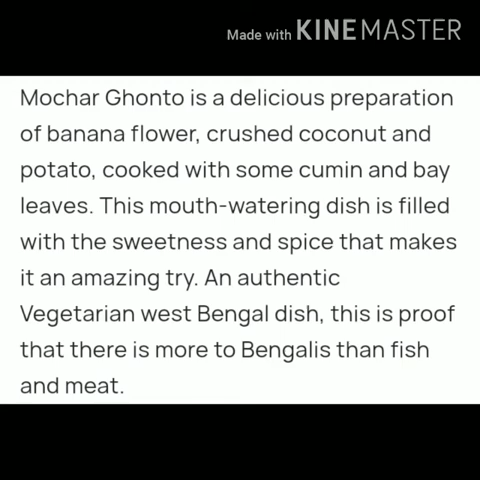 Made with KINEMASTER
Mochar Ghonto is a delicious preparation
of banana flower, crushed coconut and
potato, cooked with some cumin and bay
leaves. This mouth-watering dish is filled
with the sweetness and spice that makes
it an amazing try. An authentic
Vegetarian west Bengal dish, this is proof
that there is more to Bengalis than fish
and meat.